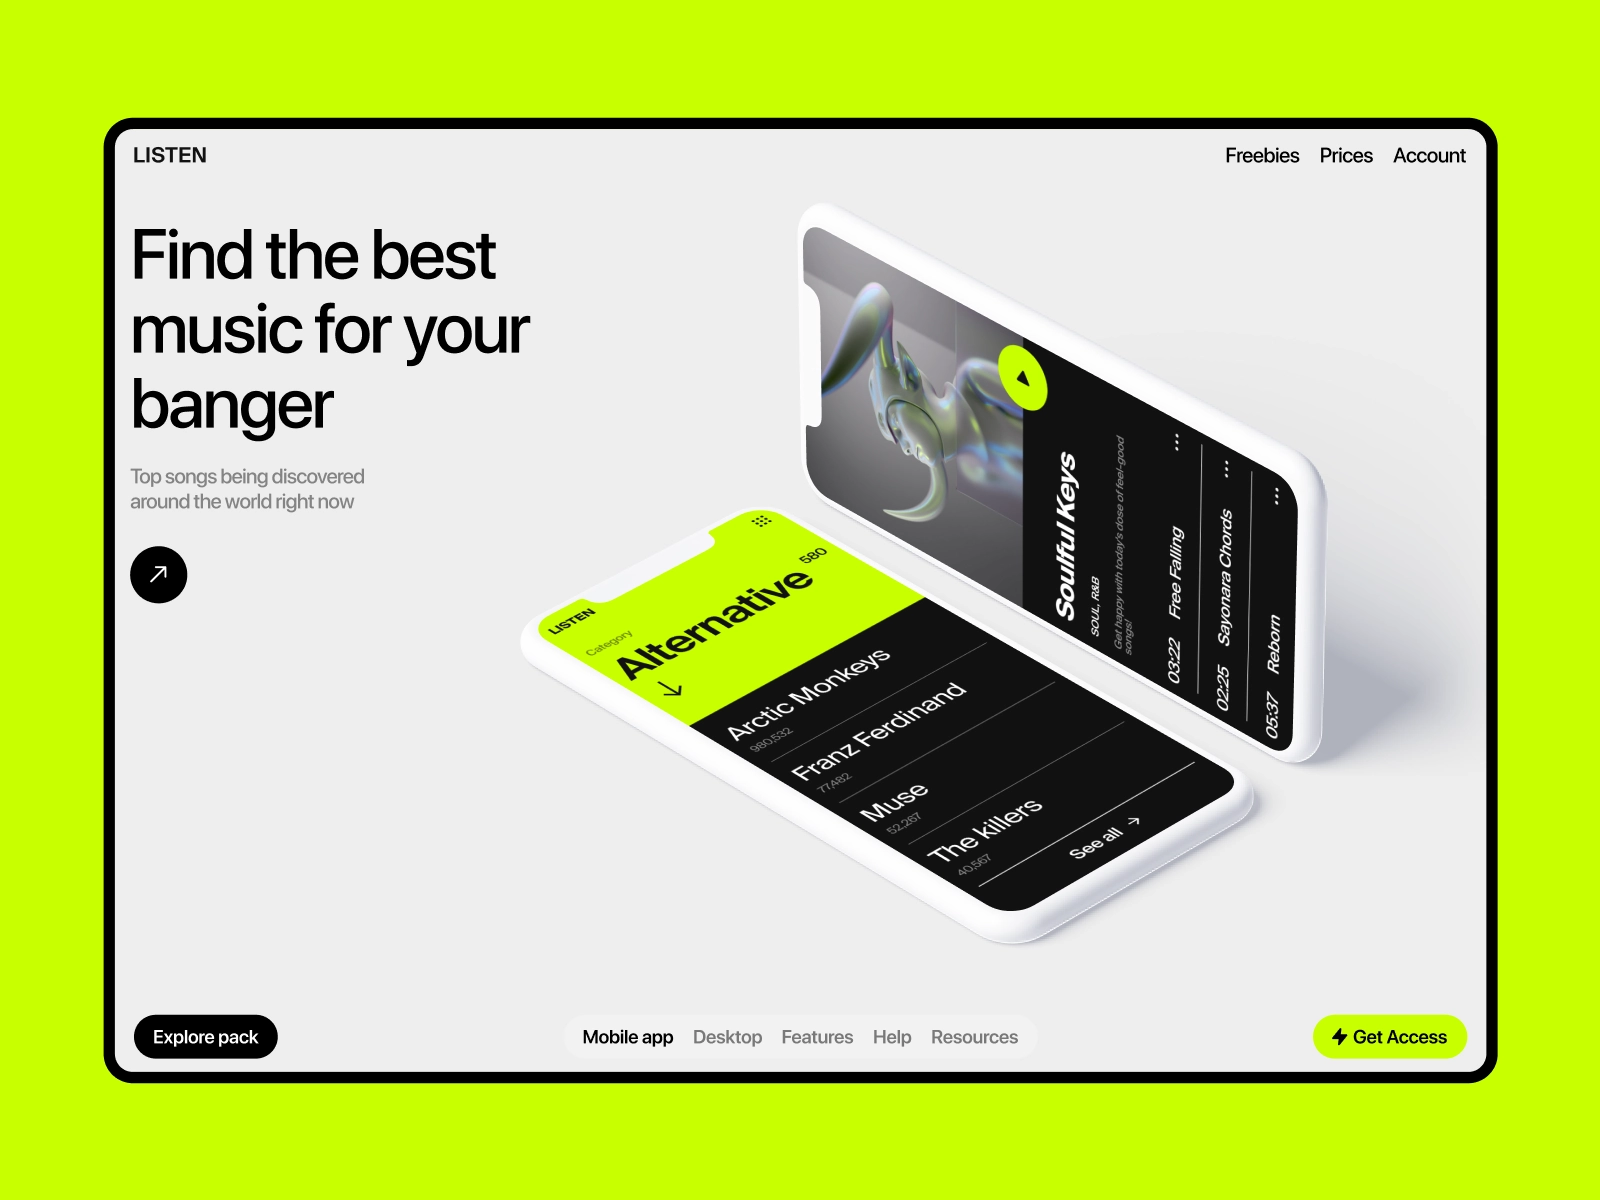 LISTEN
Freebies Prices Account
Find the best
music for your
banger
Top songs being discovered
around the world right now
Soulful Keys
SOUL, R&B
Get happy with today's dose of feel-good
songs!
03:22 Free Falling
02:25 Sayonara Chords
05:37 Reborn
LISTEN
Category
Alternative 580
Arctic Monkeys
980,532
Franz Ferdinand
77,482
Muse
52,267
The killers
40,567
See all
Explore pack
Mobile app Desktop Features Help Resources
Get Access